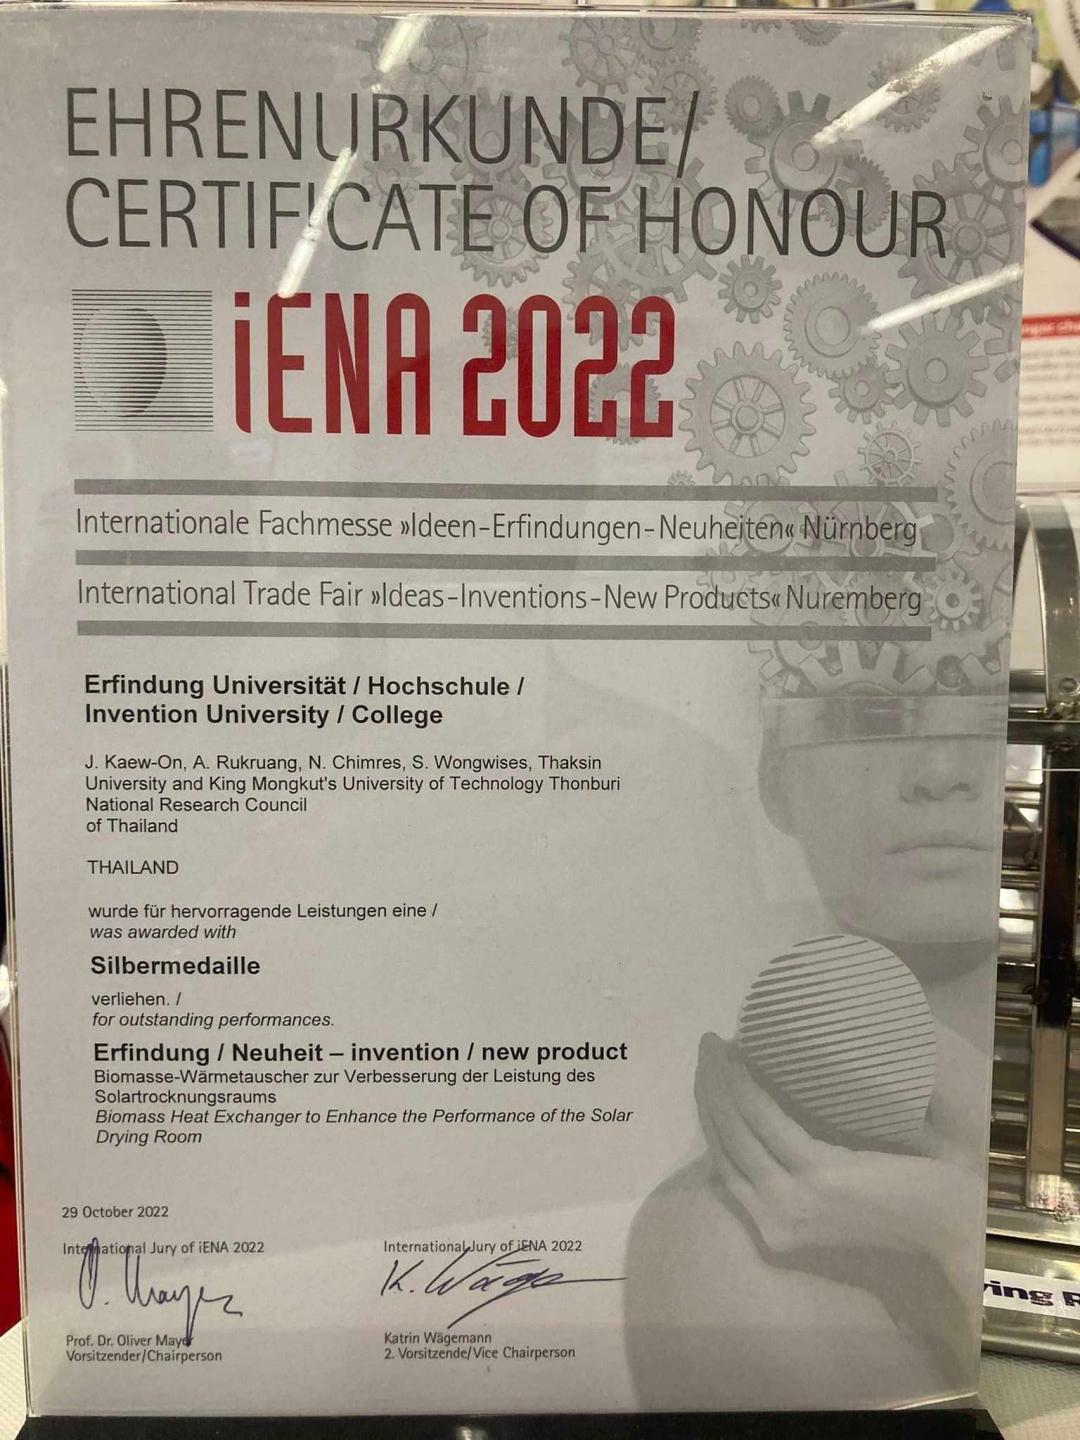 EHRENURKUNDE/
CERTIFICATE OF HONOUR
iENA 2022
Internationale Fachmesse »Ideen-Erfindungen-Neuheiten« Nürnberg
International Trade Fair »Ideas-Inventions-New Products« Nuremberg
Erfindung Universität / Hochschule /
Invention University / College
J. Kaew-On, A. Rukruang, N. Chimres, S. Wongwises, Thaksin
University and King Mongkut's University of Technology Thonburi
National Research Council
of Thailand
THAILAND
wurde für hervorragende Leistungen eine /
was awarded with
Silbermedaille
verliehen. /
for outstanding performances.
Erfindung / Neuheit – invention / new product
Biomasse-Wärmetauscher zur Verbesserung der Leistung des
Solartrocknungsraums
Biomass Heat Exchanger to Enhance the Performance of the Solar
Drying Room
29 October 2022
International Jury of iENA 2022
O. Mayer
Prof. Dr. Oliver Mayer
Vorsitzender/Chairperson
International Jury of iENA 2022
K. Wägemann
Katrin Wägemann
2. Vorsitzende/Vice Chairperson
ing R